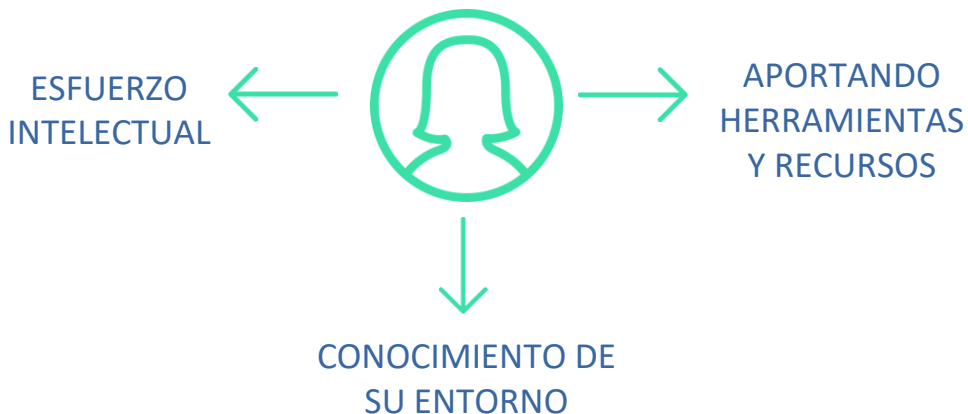 ESFUERZO
INTELECTUAL
APORTANDO
HERRAMIENTAS
Y RECURSOS
CONOCIMIENTO DE
SU ENTORNO